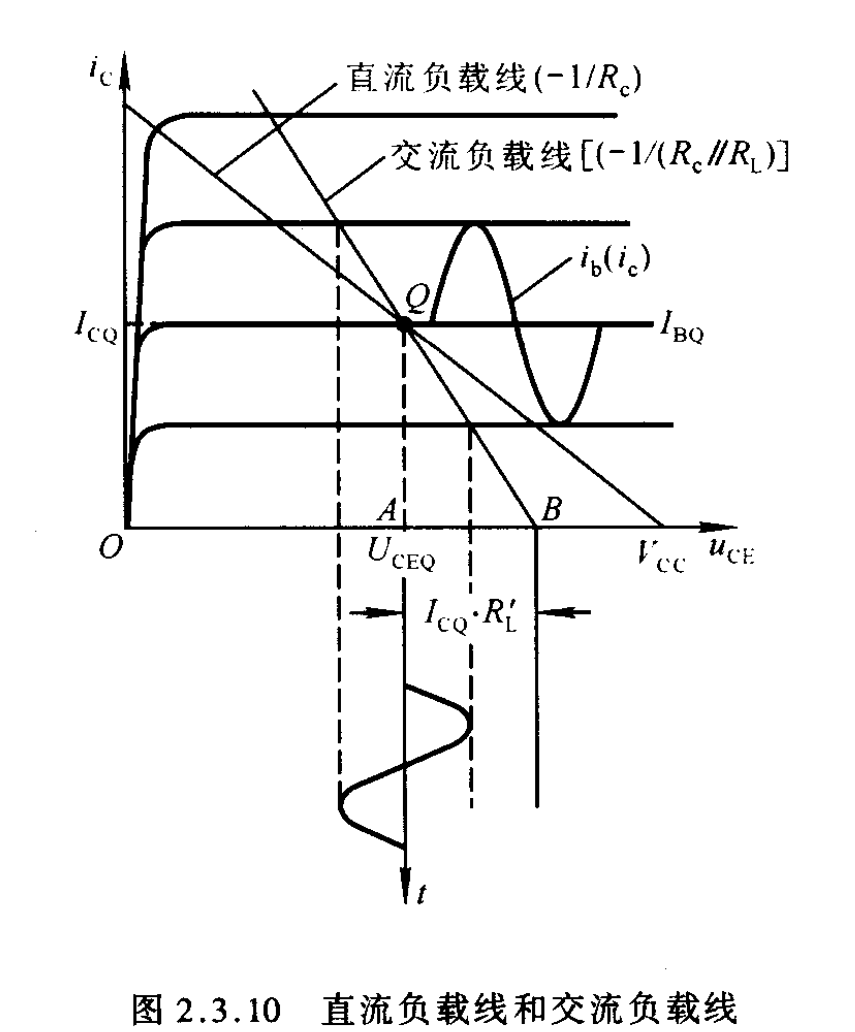 i_C
直流负载线(-1/R_c)
交流负载线[(-1/(R_c∥R_L)]
i_b(i_c)
Q
I_CQ
I_BQ
A
B
O
U_CEQ
V_CC
u_CE
I_CQ·R'_L
t
图 2.3.10 直流负载线和交流负载线